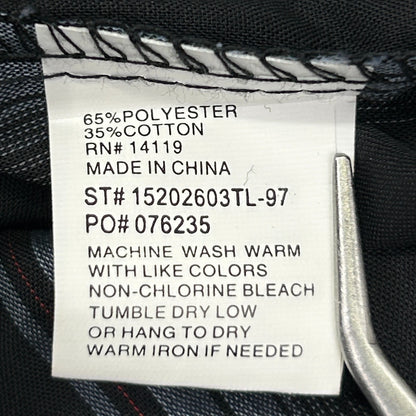 65%POLYESTER
35%COTTON
RN# 14119
MADE IN CHINA
ST# 15202603TL-97
PO# 076235
MACHINE WASH WARM
WITH LIKE COLORS
NON-CHLORINE BLEACH
TUMBLE DRY LOW
OR HANG TO DRY
WARM IRON IF NEEDED